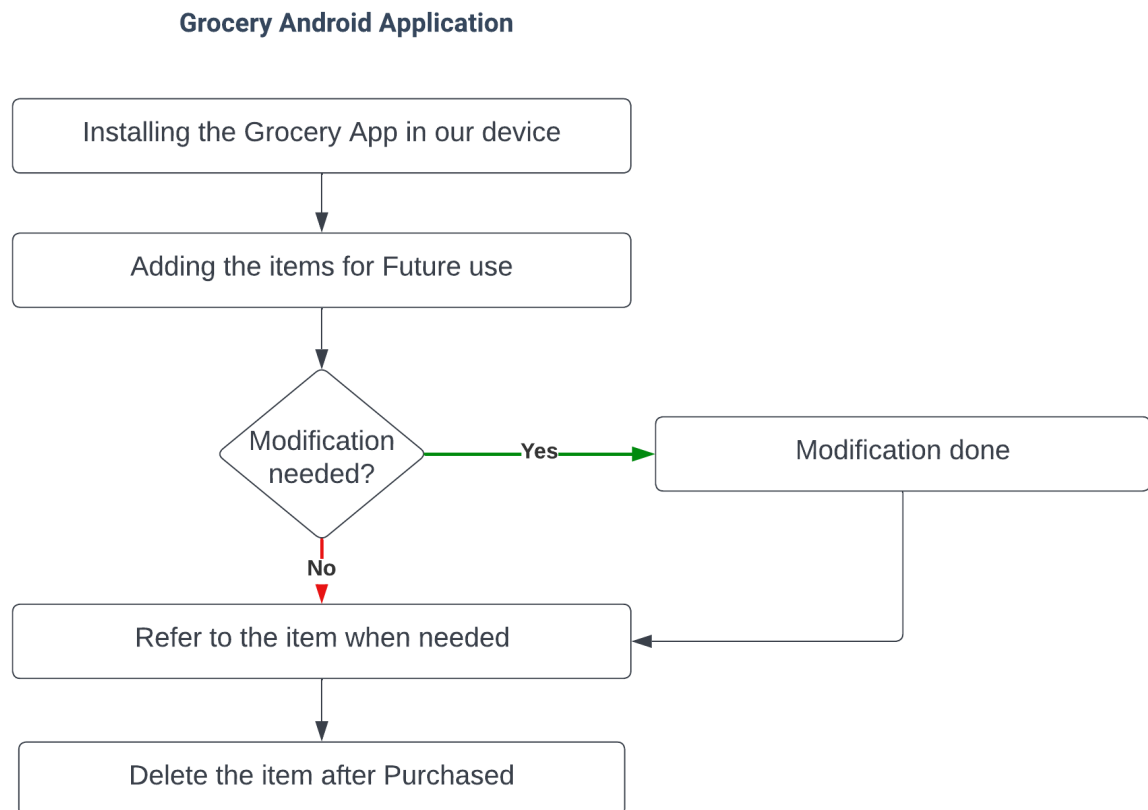 Grocery Android Application
Installing the Grocery App in our device
Adding the items for Future use
Modification
needed?
Yes
Modification done
No
Refer to the item when needed
Delete the item after Purchased